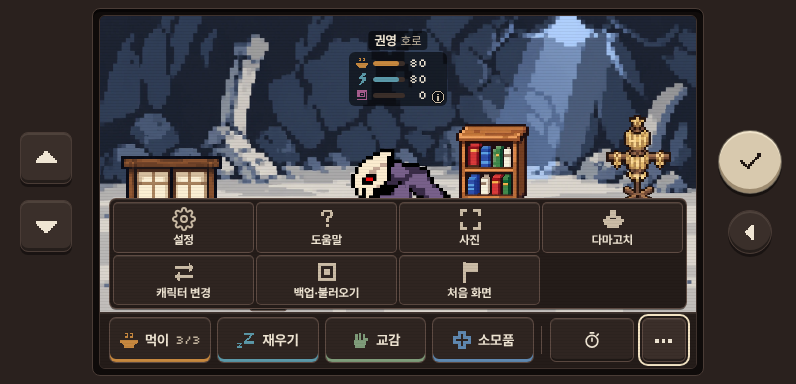 권영 호로
80
80
0
설정
도움말
사진
다마고치
캐릭터 변경
백업·불러오기
처음 화면
먹이 3/3
재우기
교감
소모품